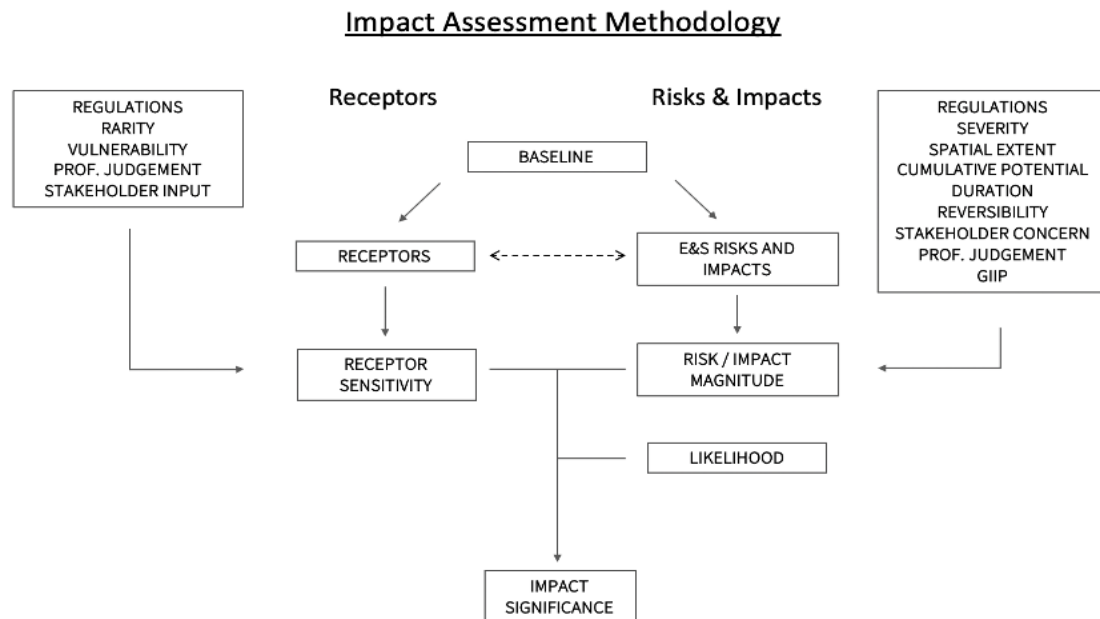 Impact Assessment Methodology
Receptors
Risks & Impacts
REGULATIONS
RARITY
VULNERABILITY
PROF. JUDGEMENT
STAKEHOLDER INPUT
BASELINE
REGULATIONS
SEVERITY
SPATIAL EXTENT
CUMULATIVE POTENTIAL
DURATION
REVERSIBILITY
STAKEHOLDER CONCERN
PROF. JUDGEMENT
GIIP
RECEPTORS
E&S RISKS AND
IMPACTS
RECEPTOR
SENSITIVITY
RISK / IMPACT
MAGNITUDE
LIKELIHOOD
IMPACT
SIGNIFICANCE